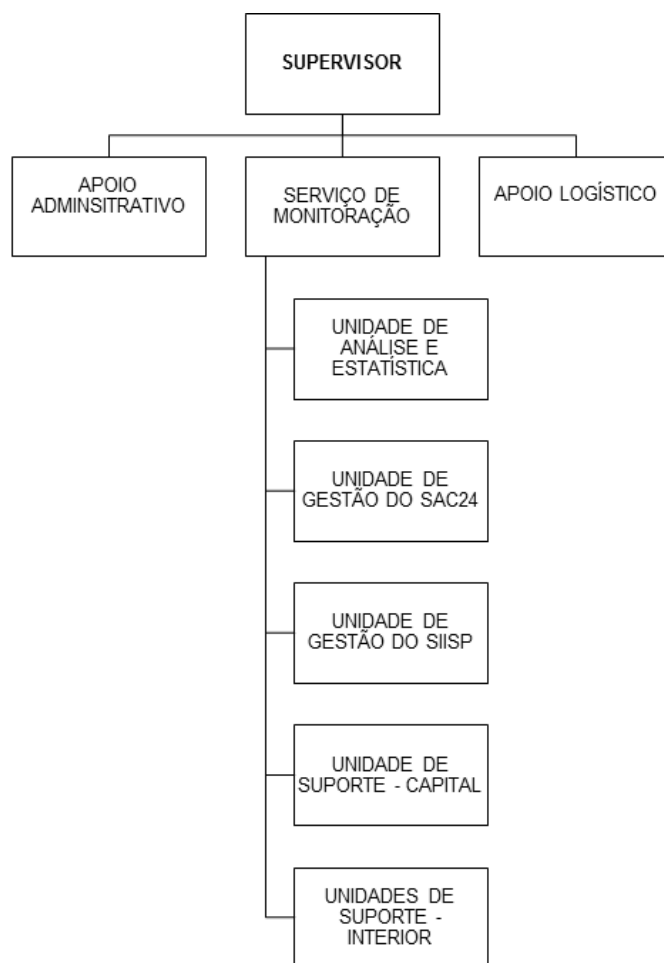 SUPERVISOR
APOIO
ADMINSITRATIVO
SERVIÇO DE
MONITORAÇÃO
APOIO LOGÍSTICO
UNIDADE DE
ANÁLISE E
ESTATÍSTICA
UNIDADE DE
GESTÃO DO SAC24
UNIDADE DE
GESTÃO DO SIISP
UNIDADE DE
SUPORTE - CAPITAL
UNIDADES DE
SUPORTE -
INTERIOR